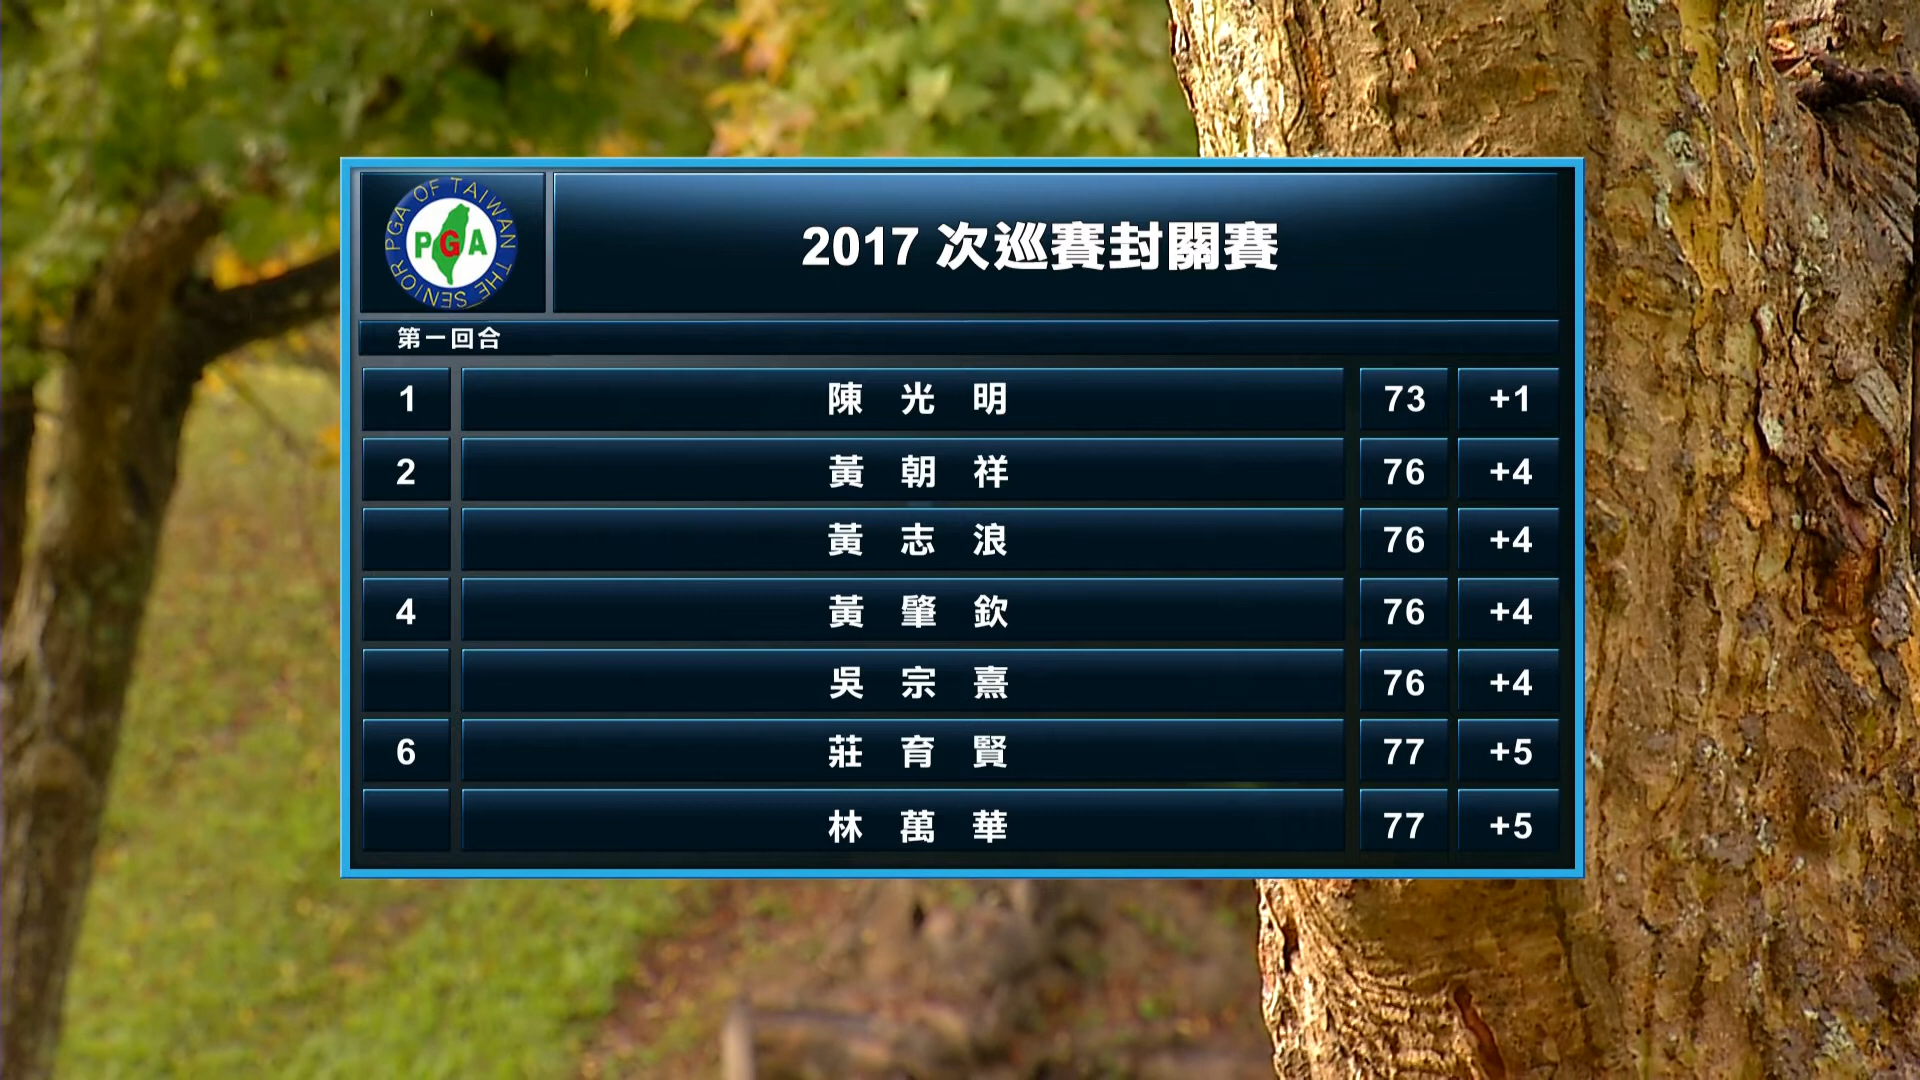 PGA OF TAIWAN THE SENIOR
PGA
2017 次巡賽封關賽
第一回合
1 陳光明 73 +1
2 黃朝祥 76 +4
黃志浪 76 +4
4 黃肇欽 76 +4
吳宗熹 76 +4
6 莊育賢 77 +5
林萬華 77 +5